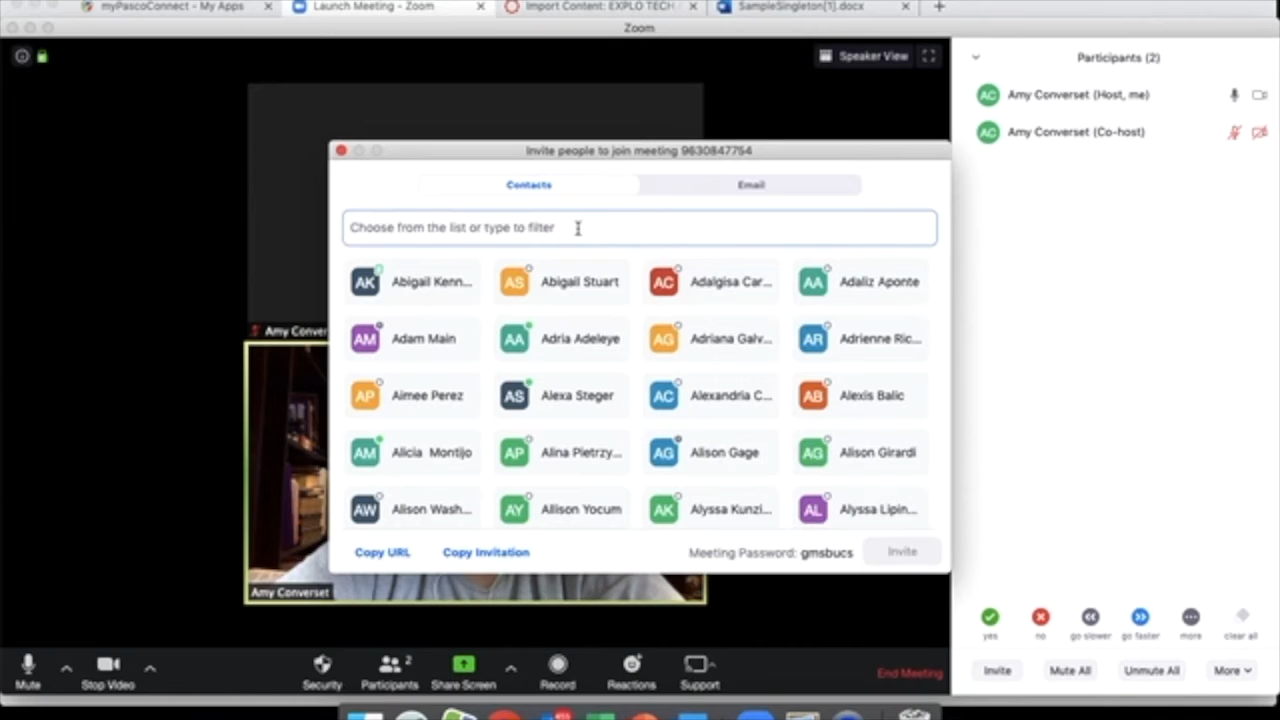 myPascoConnect - My Apps
Launch Meeting - Zoom
Import Content: EXPLO TECH
SampleSingleton[1].docx
Zoom
Speaker View
Participants (2)
AC Amy Converset (Host, me)
AC Amy Converset (Co-host)
Invite people to join meeting 9630847754
Contacts
Email
Choose from the list or type to filter
AK Abigail Kenn...
AS Abigail Stuart
AC Adalgisa Car...
AA Adaliz Aponte
AM Adam Main
AA Adria Adeleye
AG Adriana Galv...
AR Adrienne Ric...
AP Aimee Perez
AS Alexa Steger
AC Alexandria C...
AB Alexis Balic
AM Alicia Montijo
AP Alina Pietrzy...
AG Alison Gage
AG Alison Girardi
AW Alison Wash...
AY Allison Yocum
AK Alyssa Kunzl...
AL Alyssa Lipin...
Copy URL
Copy Invitation
Meeting Password: gmsbucs
Invite
Amy Conver
Amy Converset
yes
no
go slower
go faster
more
clear all
Invite
Mute All
Unmute All
More
Mute
Stop Video
Security
Participants 2
Share Screen
Record
Reactions
Support
End Meeting